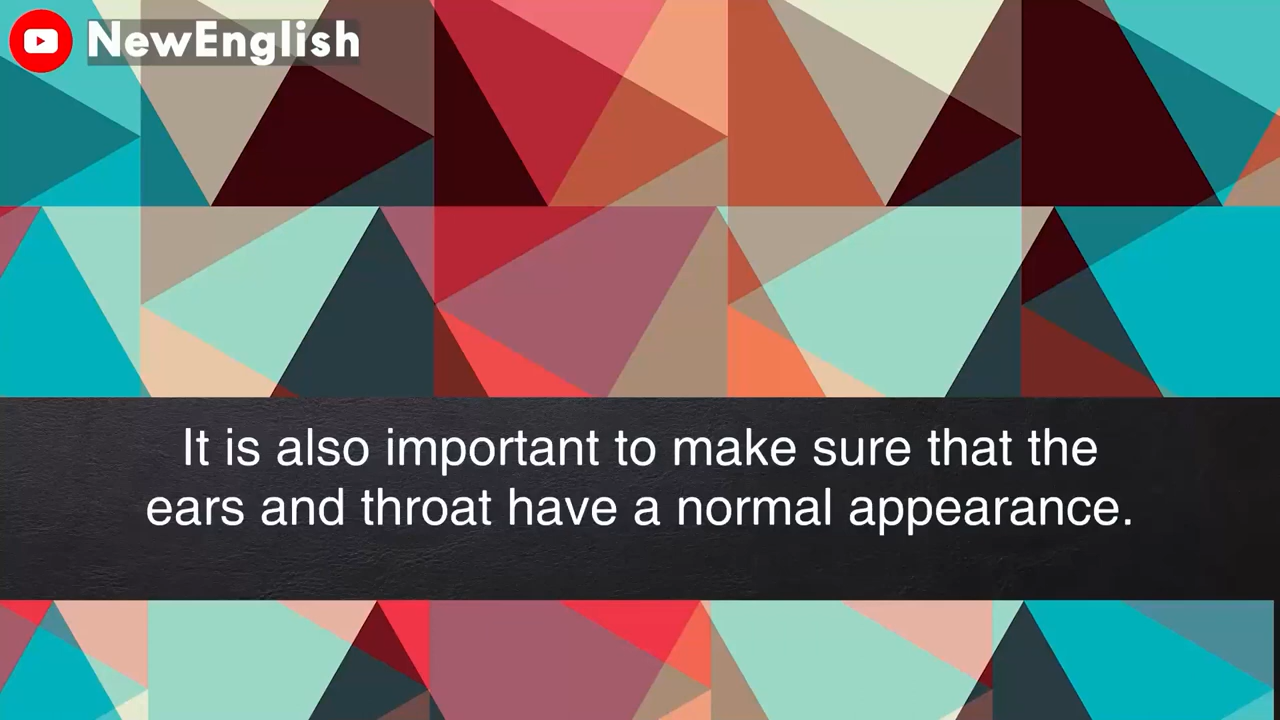 NewEnglish
It is also important to make sure that the
ears and throat have a normal appearance.